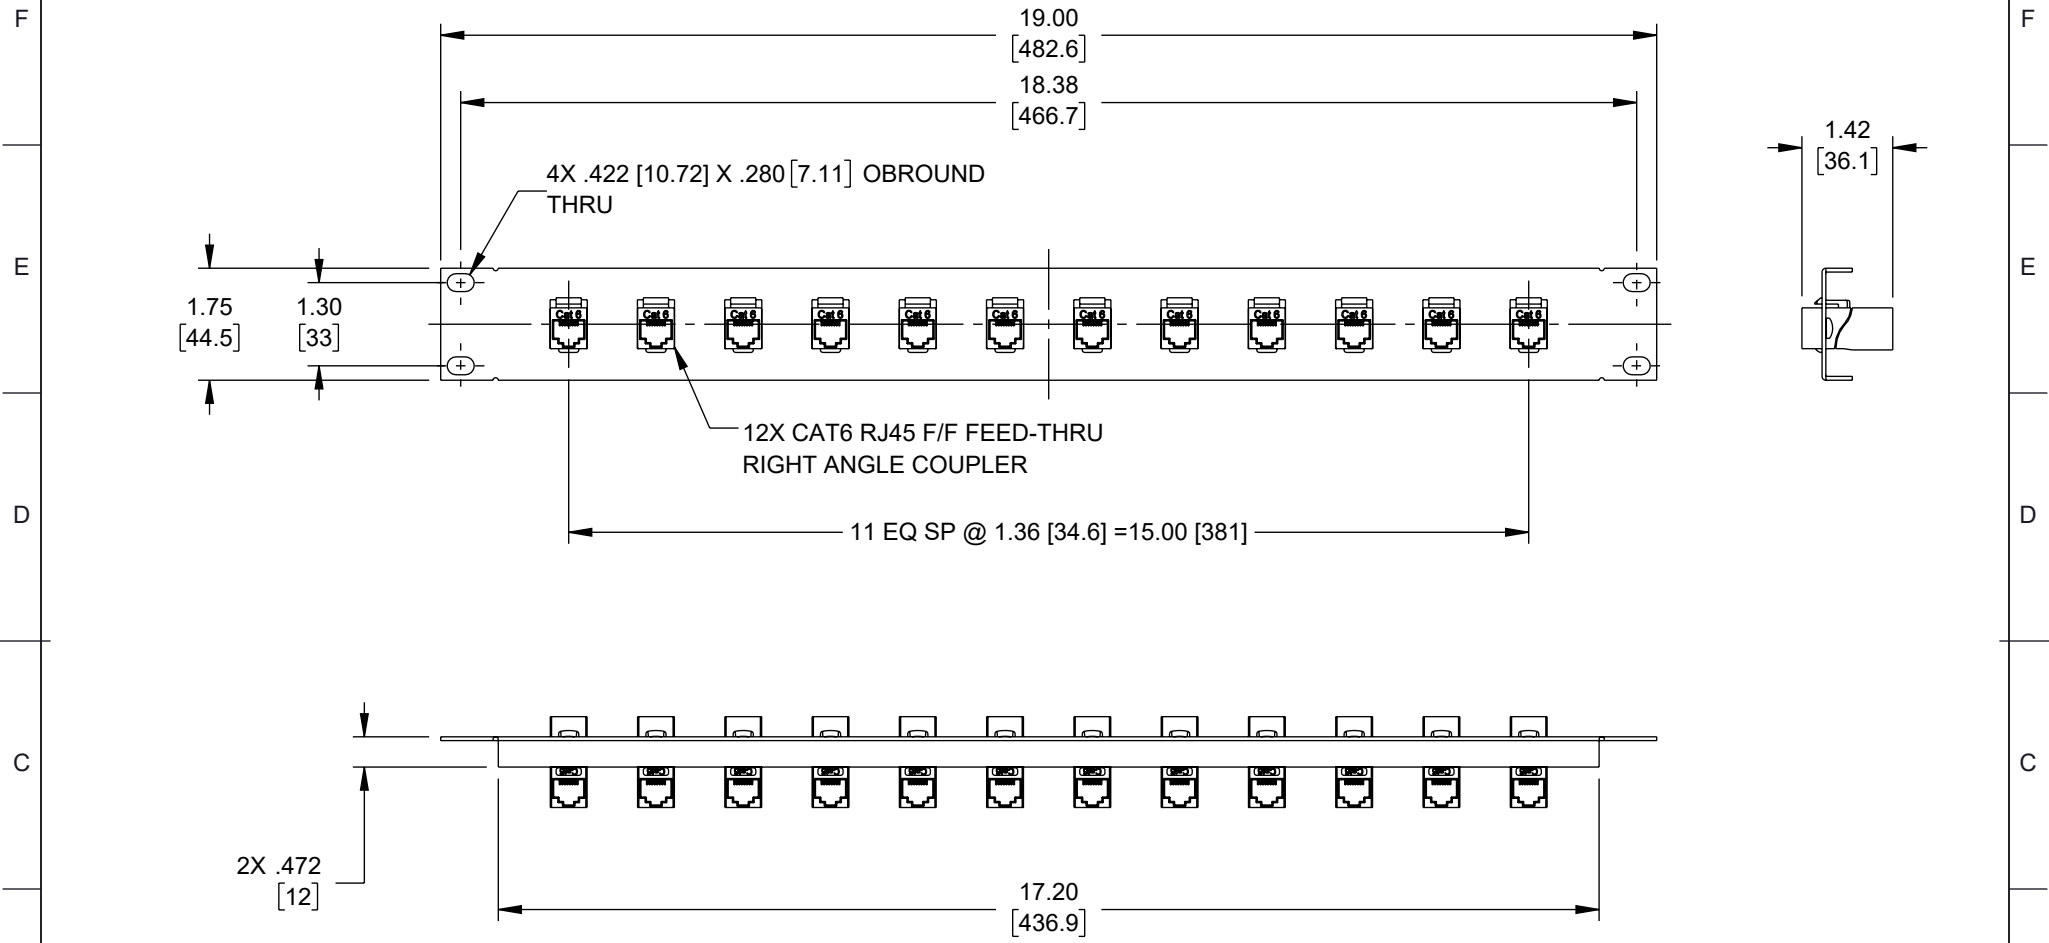 F
F
19.00
[482.6]
18.38
[466.7]
1.42
[36.1]
4X .422 [10.72] X .280 [7.11] OBROUND
THRU
E
E
1.75
[44.5]
1.30
[33]
Cat 6
Cat 6
Cat 6
Cat 6
Cat 6
Cat 6
Cat 6
Cat 6
Cat 6
Cat 6
Cat 6
Cat 6
12X CAT6 RJ45 F/F FEED-THRU
RIGHT ANGLE COUPLER
D
D
11 EQ SP @ 1.36 [34.6] =15.00 [381]
C
C
2X .472
[12]
17.20
[436.9]